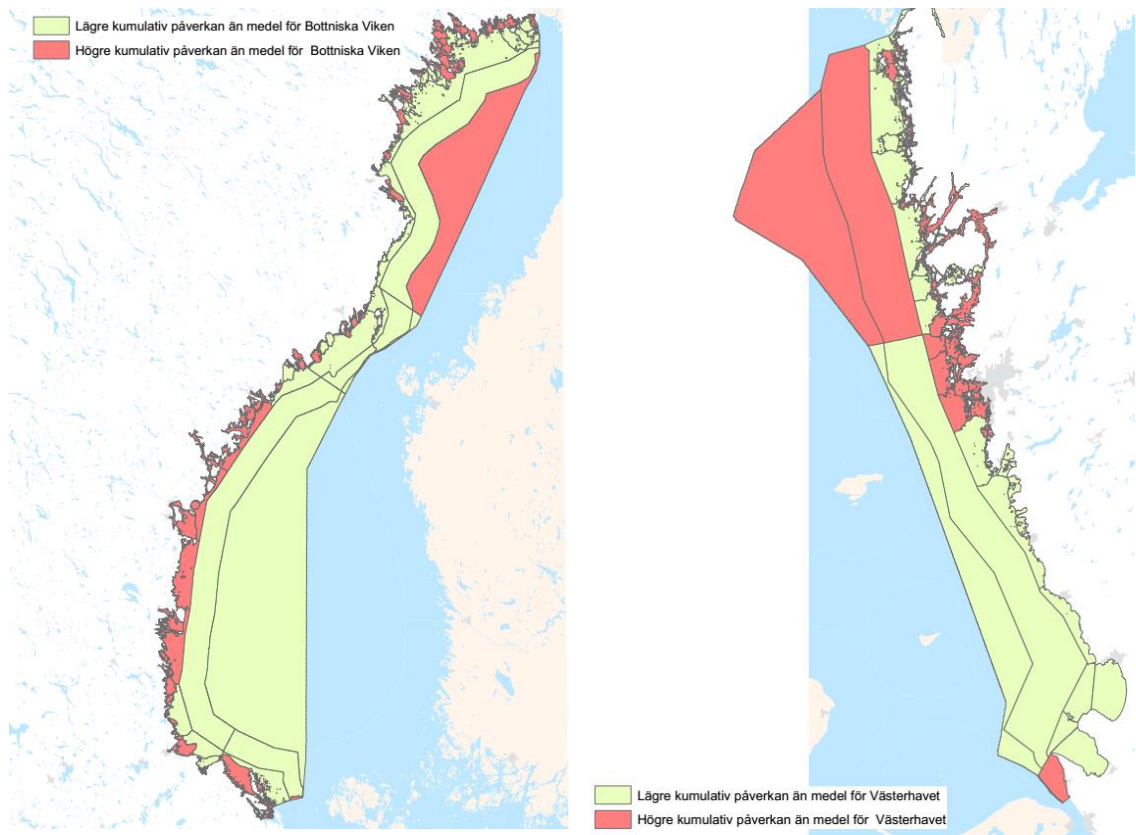 Lägre kumulativ påverkan än medel för Bottniska Viken
Högre kumulativ påverkan än medel för  Bottniska Viken
Lägre kumulativ påverkan än medel för Västerhavet
Högre kumulativ påverkan än medel för  Västerhavet